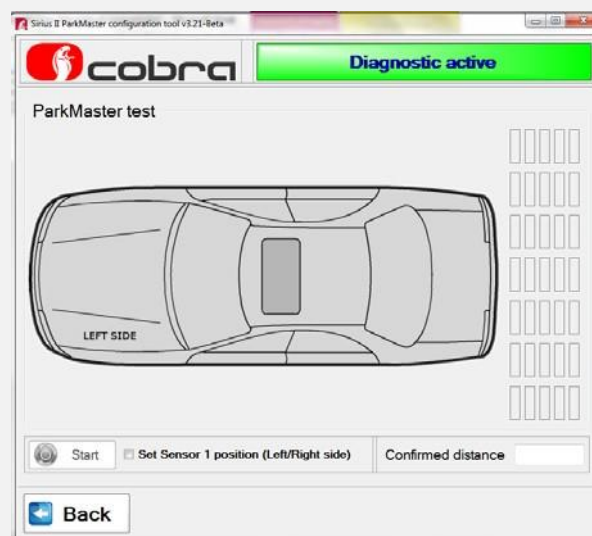 Sirius II ParkMaster configuration tool v3.21-Beta
cobra
Diagnostic active
ParkMaster test
LEFT SIDE
Start
Set Sensor 1 position (Left/Right side)
Confirmed distance
Back